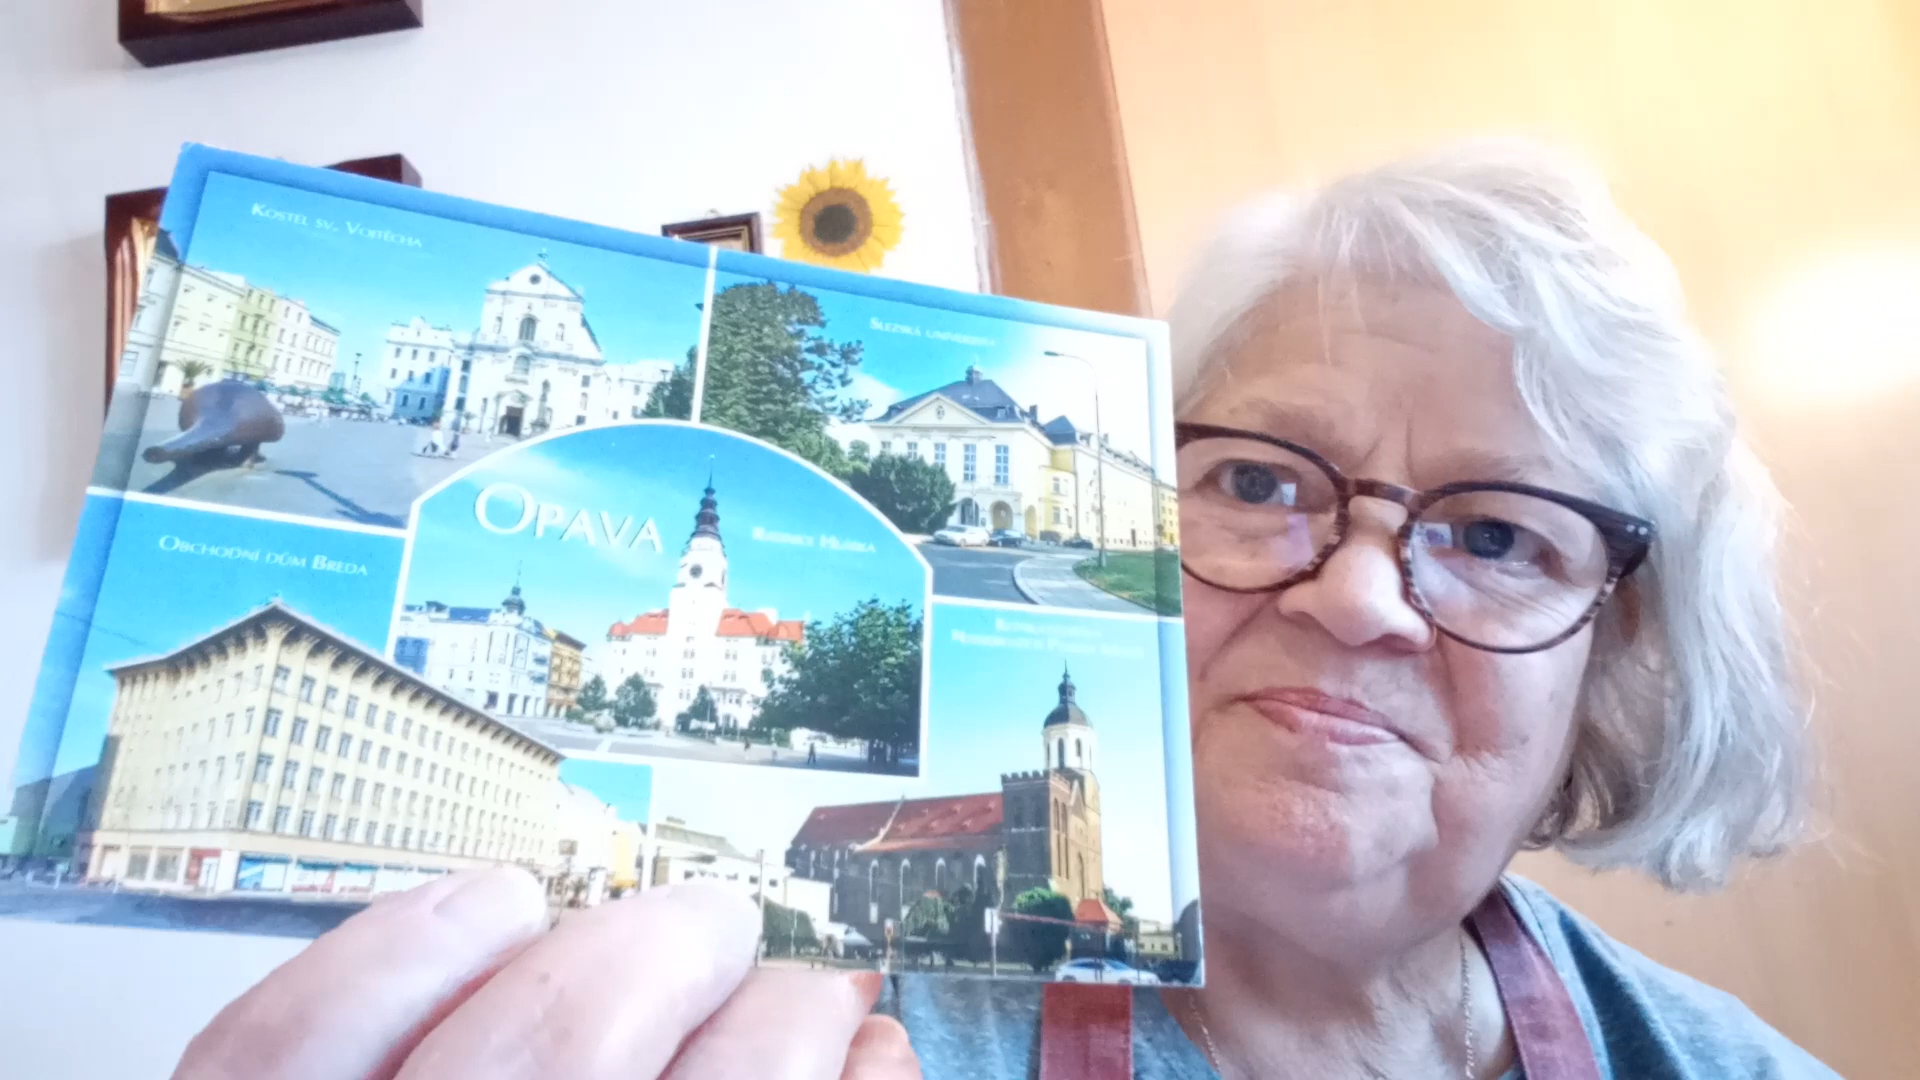 KOSTEL SV. VOJTĚCHA
SLEZSKÁ UNIVERZITA
OPAVA
RADNICE HLÁSKA
OBCHODNÍ DŮM BREDA